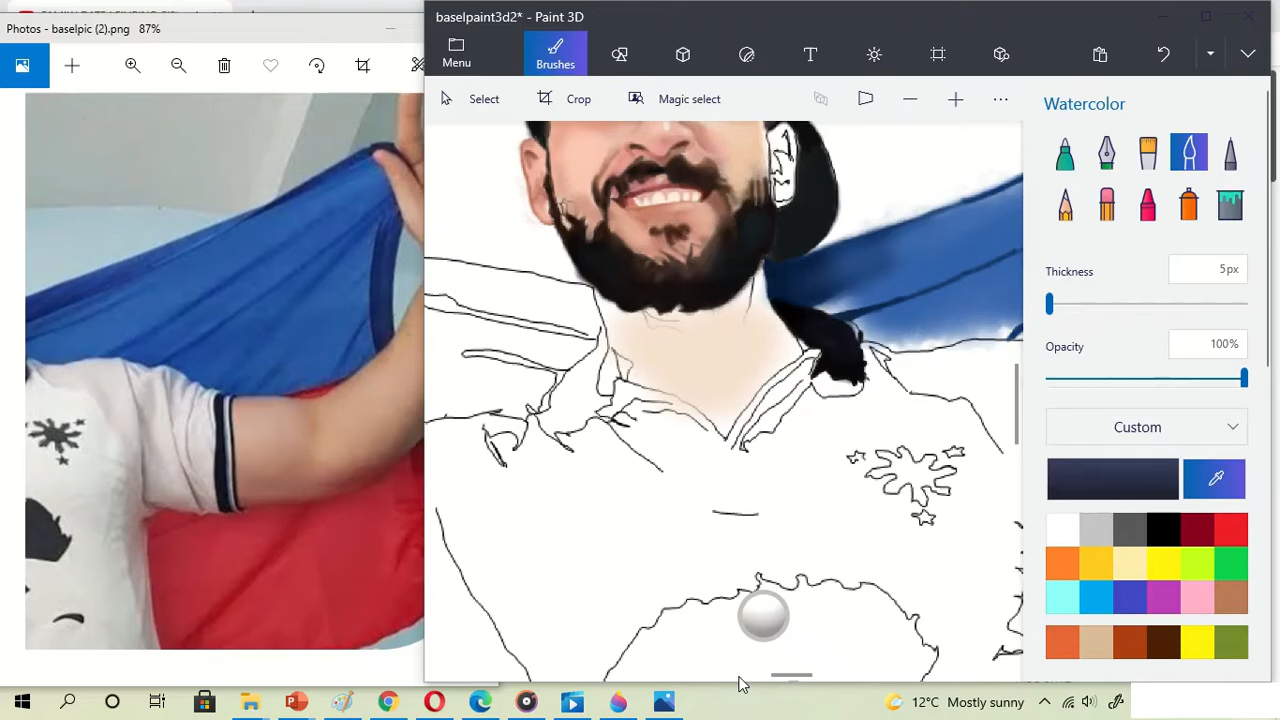 Photos - baselpic (2).png   87%
baselpaint3d2* - Paint 3D
Menu
Brushes
Select
Crop
Magic select
Watercolor
Thickness
5px
Opacity
100%
Custom
12°C Mostly sunny